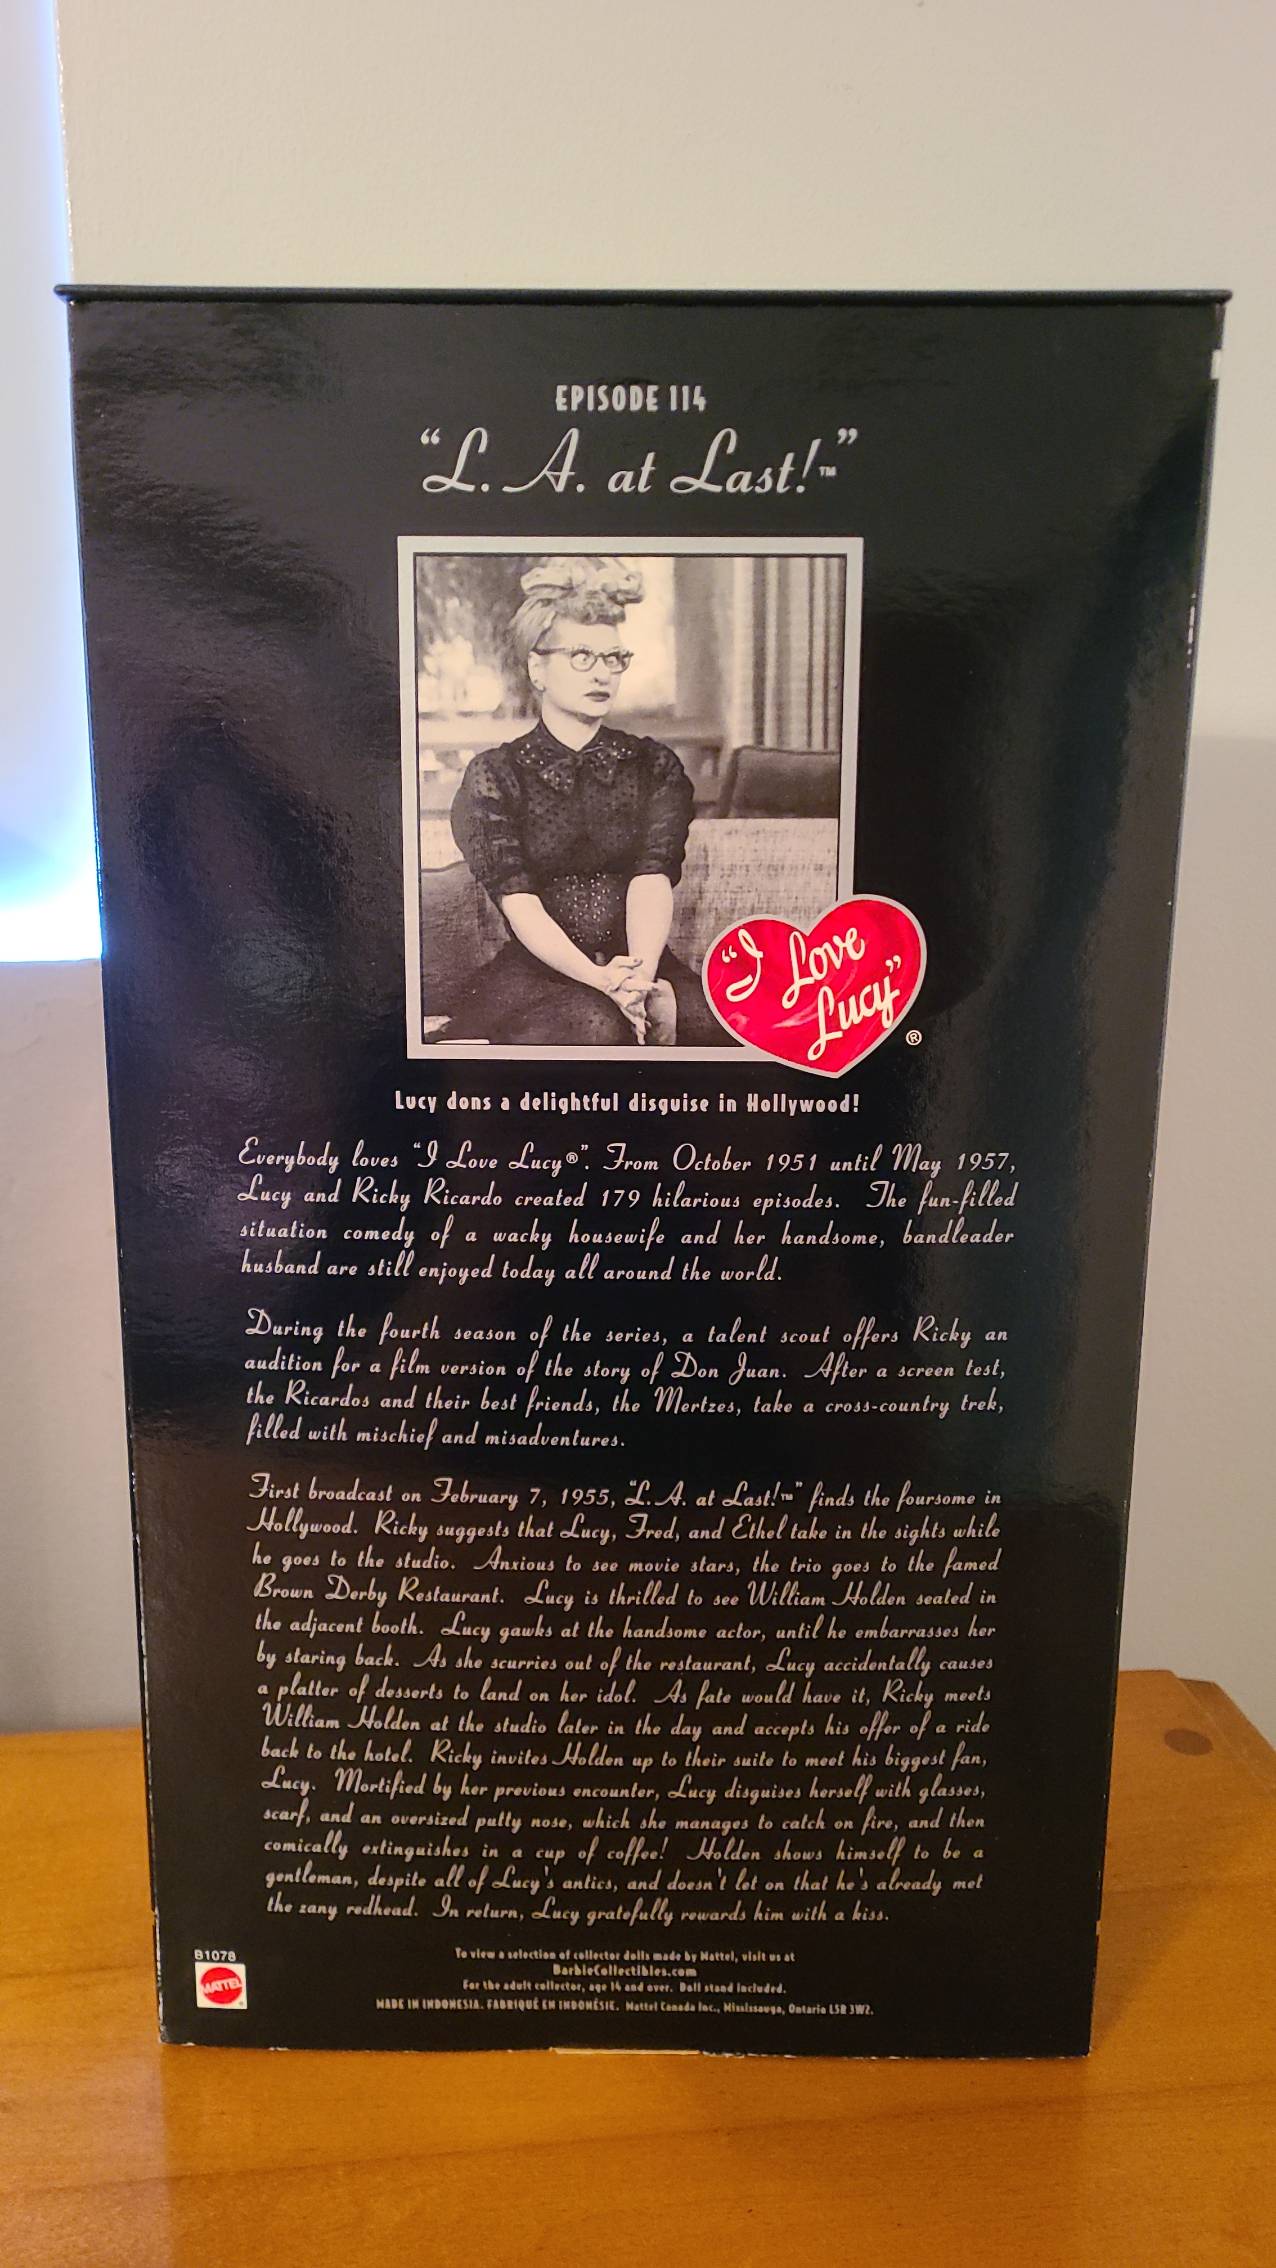 EPISODE 114
“L. A. at Last!™”
“I Love Lucy”
®
Lucy dons a delightful disguise in Hollywood!
Everybody loves “I Love Lucy®”. From October 1951 until May 1957,
Lucy and Ricky Ricardo created 179 hilarious episodes. The fun-filled
situation comedy of a wacky housewife and her handsome, bandleader
husband are still enjoyed today all around the world.
During the fourth season of the series, a talent scout offers Ricky an
audition for a film version of the story of Don Juan. After a screen test,
the Ricardos and their best friends, the Mertzes, take a cross-country trek,
filled with mischief and misadventures.
First broadcast on February 7, 1955, “L. A. at Last!™” finds the foursome in
Hollywood. Ricky suggests that Lucy, Fred, and Ethel take in the sights while
he goes to the studio. Anxious to see movie stars, the trio goes to the famed
Brown Derby Restaurant. Lucy is thrilled to see William Holden seated in
the adjacent booth. Lucy gawks at the handsome actor, until he embarrasses her
by staring back. As she scurries out of the restaurant, Lucy accidentally causes
a platter of desserts to land on her idol. As fate would have it, Ricky meets
William Holden at the studio later in the day and accepts his offer of a ride
back to the hotel. Ricky invites Holden up to their suite to meet his biggest fan,
Lucy. Mortified by her previous encounter, Lucy disguises herself with glasses,
scarf, and an oversized putty nose, which she manages to catch on fire, and then
comically extinguishes in a cup of coffee! Holden shows himself to be a
gentleman, despite all of Lucy's antics, and doesn't let on that he's already met
the zany redhead. In return, Lucy gratefully rewards him with a kiss.
B1078
MATTEL
To view a selection of collector dolls made by Mattel, visit us at
BarbieCollectibles.com
For the adult collector, age 14 and over. Doll stand included.
MADE IN INDONESIA. FABRIQUÉ EN INDONÉSIE. Mattel Canada Inc., Mississauga, Ontario L5R 3W2.